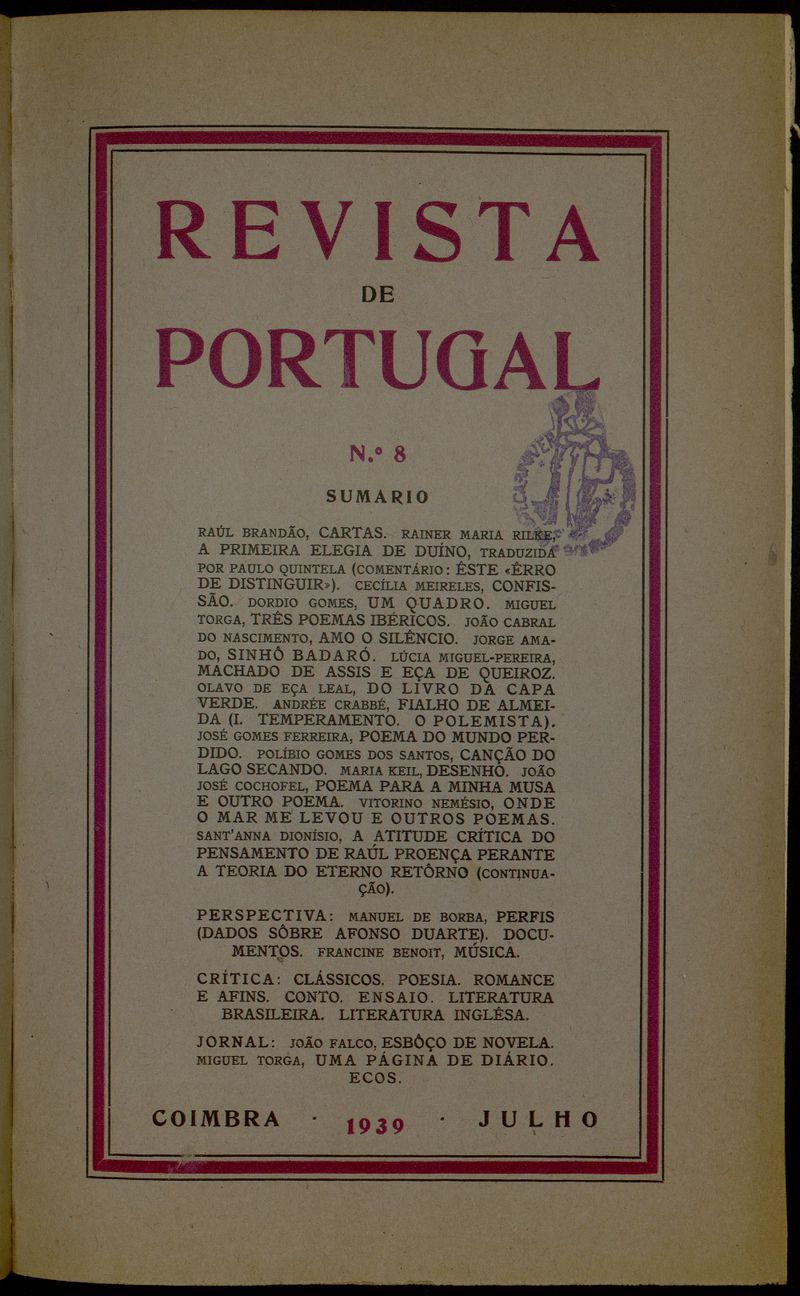 REVISTA
DE
PORTUGAL
N.º 8
SUMARIO
RAÚL BRANDÃO, CARTAS. RAINER MARIA RILKE,
A PRIMEIRA ELEGIA DE DUÍNO, TRADUZIDA
POR PAULO QUINTELA (COMENTÁRIO: ÊSTE «ÊRRO
DE DISTINGUIR»). CECÍLIA MEIRELES, CONFIS-
SÃO. DORDIO GOMES, UM QUADRO. MIGUEL
TORGA, TRÊS POEMAS IBÉRICOS. JOÃO CABRAL
DO NASCIMENTO, AMO O SILÊNCIO. JORGE AMA-
DO, SINHÔ BADARÓ. LÚCIA MIGUEL-PEREIRA,
MACHADO DE ASSIS E EÇA DE QUEIROZ.
OLAVO DE EÇA LEAL, DO LIVRO DA CAPA
VERDE. ANDRÉE CRABBÉ, FIALHO DE ALMEI-
DA (I. TEMPERAMENTO. O POLEMISTA).
JOSÉ GOMES FERREIRA, POEMA DO MUNDO PER-
DIDO. POLÍBIO GOMES DOS SANTOS, CANÇÃO DO
LAGO SECANDO. MARIA KEIL, DESENHO. JOÃO
JOSÉ COCHOFEL, POEMA PARA A MINHA MUSA
E OUTRO POEMA. VITORINO NEMÉSIO, ONDE
O MAR ME LEVOU E OUTROS POEMAS.
SANT'ANNA DIONÍSIO, A ATITUDE CRÍTICA DO
PENSAMENTO DE RAÚL PROENÇA PERANTE
A TEORIA DO ETERNO RETÔRNO (CONTINUA-
ÇÃO).
PERSPECTIVA: MANUEL DE BORBA, PERFIS
(DADOS SÔBRE AFONSO DUARTE). DOCU-
MENTOS. FRANCINE BENOIT, MÚSICA.
CRÍTICA: CLÁSSICOS. POESIA. ROMANCE
E AFINS. CONTO. ENSAIO. LITERATURA
BRASILEIRA. LITERATURA INGLÊSA.
JORNAL: JOÃO FALCO, ESBÔÇO DE NOVELA.
MIGUEL TORGA, UMA PÁGINA DE DIÁRIO.
ECOS.
COIMBRA · 1939 · JULHO